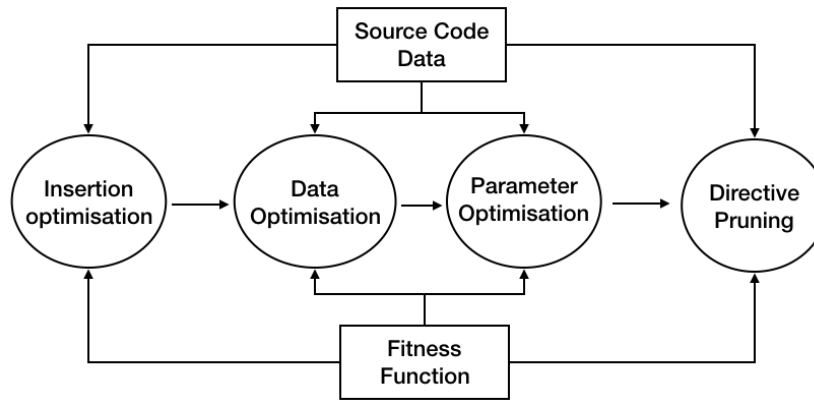 Source Code
Data
Insertion
optimisation
Data
Optimisation
Parameter
Optimisation
Directive
Pruning
Fitness
Function